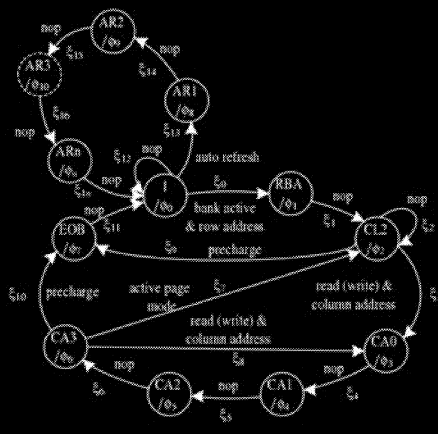 AR2
/φ₉
nop
nop
ξ₁₅
ξ₁₄
AR3
/φ₁₀
AR1
/φ₈
ξ₁₆
nop
ξ₁₃
ARn
nop
ξ₁₂
auto refresh
nop
I
/φ₀
ξ₀
RBA
/φ₁
nop
nop
ξ₁₁
bank active
& row address
ξ₁
nop
ξ₂
EOB
/φ₇
ξ₉
precharge
CL2
/φ₂
ξ₁₀
precharge
active page
mode
ξ₇
read (write) &
column address
ξ
read (write) &
column address
ξ₈
CA3
/φ₆
CA0
/φ₃
nop
ξ₆
CA2
/φ₅
nop
ξ₅
CA1
/φ₄
nop
ξ₄